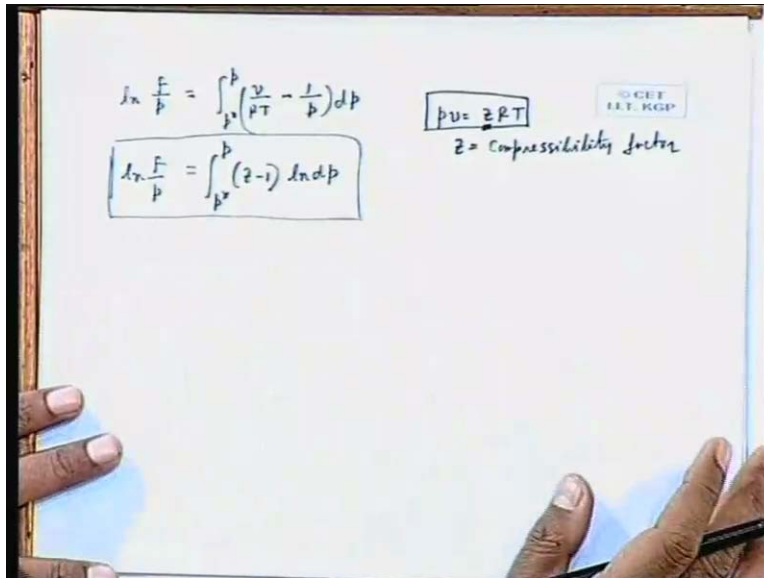 ln f/p = ∫_{p*}^{p} (v/RT - 1/p) dp
ln f/p = ∫_{p*}^{p} (z-1) ln dp
pv = zRT
z = Compressibility factor
© CET
I.I.T. KGP